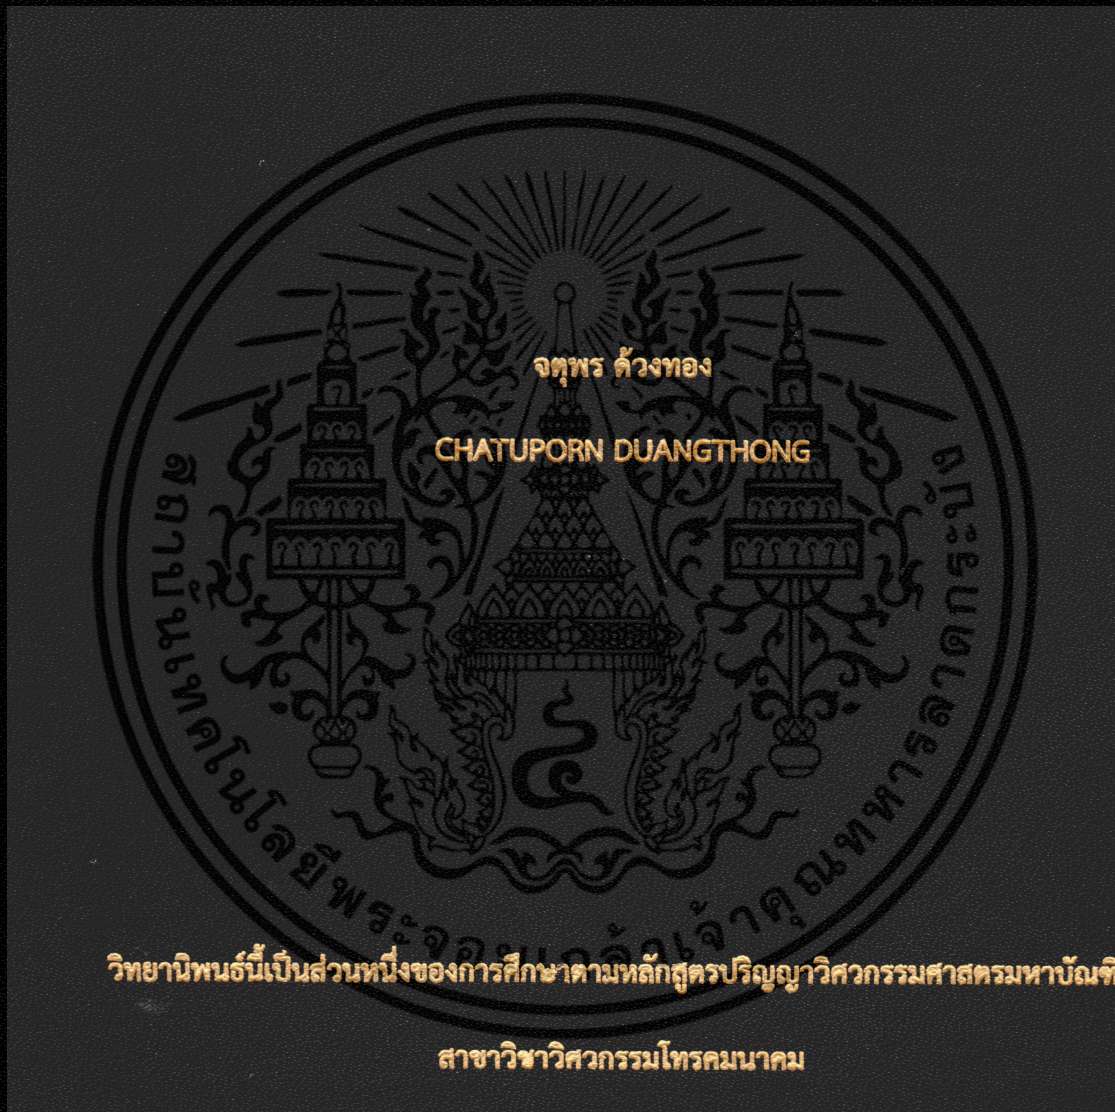 จตุพร ด้วงทอง
CHATUPORN DUANGTHONG
สถาบันเทคโนโลยีพระจอมเกล้าเจ้าคุณทหารลาดกระบัง
วิทยานิพนธ์นี้เป็นส่วนหนึ่งของการศึกษาตามหลักสูตรปริญญาวิศวกรรมศาสตรมหาบัณฑิ
สาขาวิชาวิศวกรรมโทรคมนาคม